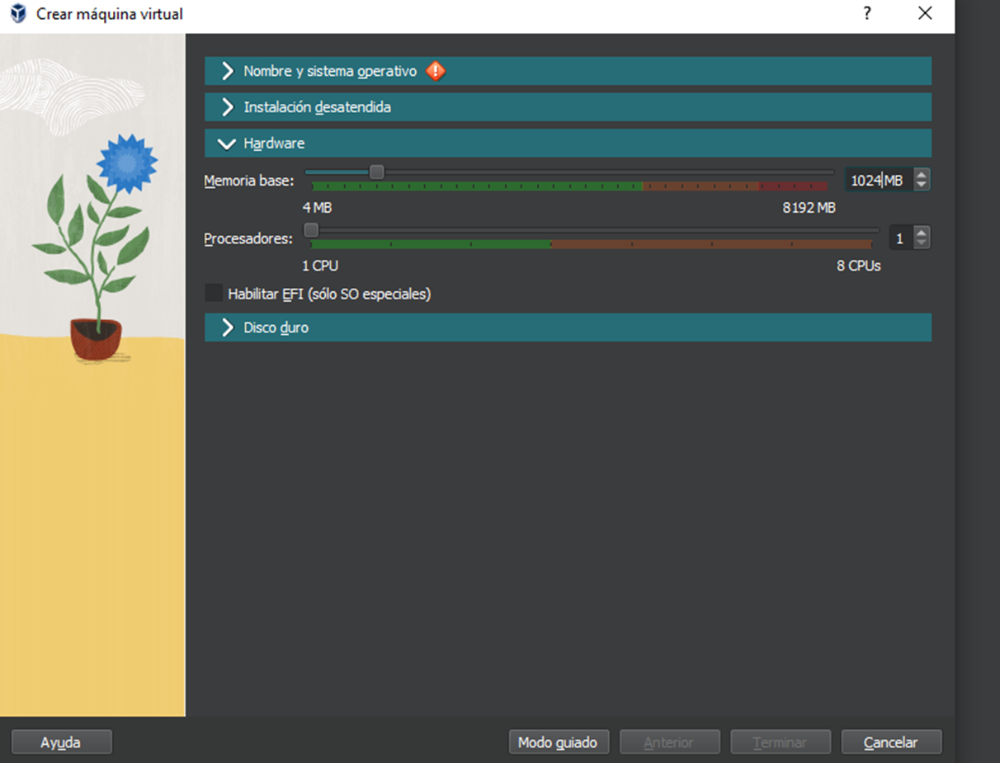 Crear máquina virtual ? ✕
Nombre y sistema operativo
Instalación desatendida
Hardware
Memoria base: 1024 MB
4 MB 8192 MB
Procesadores: 1
1 CPU 8 CPUs
Habilitar EFI (sólo SO especiales)
Disco duro
Ayuda Modo guiado Anterior Terminar Cancelar